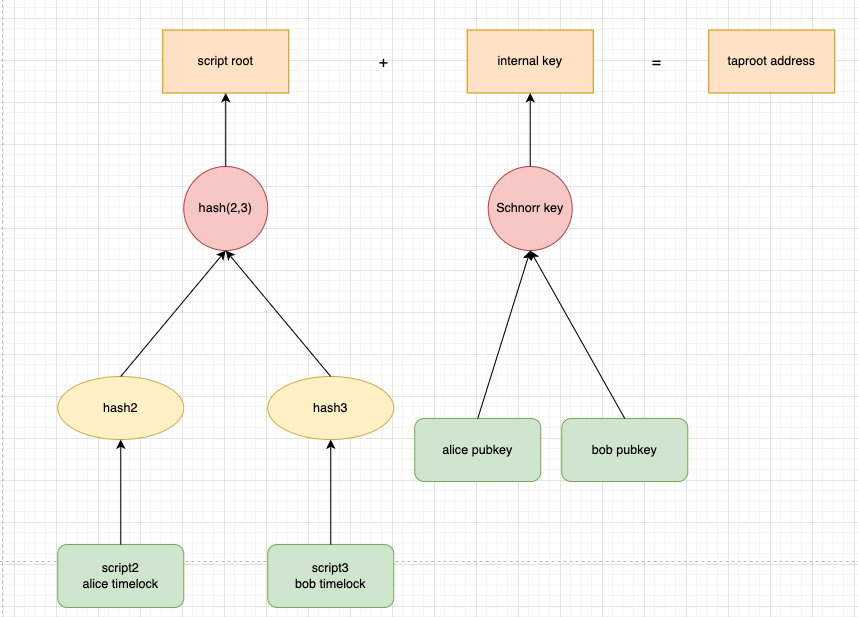 script root
+
internal key
=
taproot address
hash(2,3)
Schnorr key
hash2
hash3
alice pubkey
bob pubkey
script2
alice timelock
script3
bob timelock